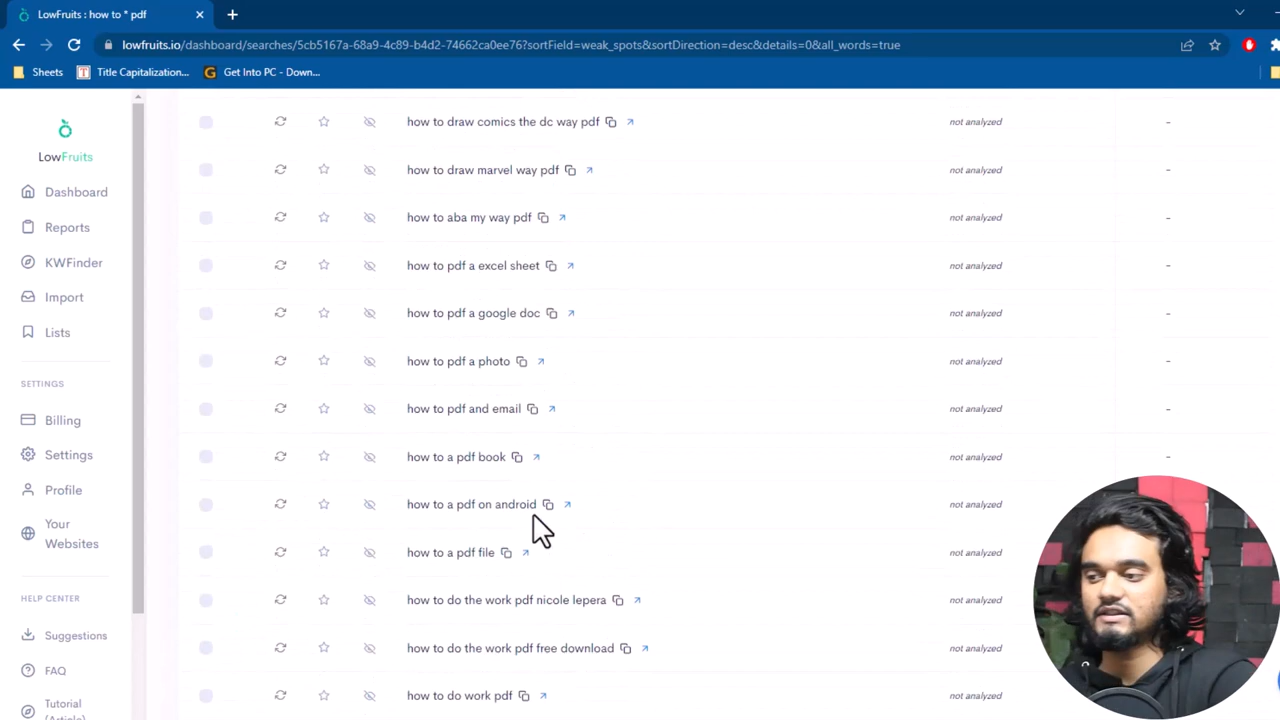 LowFruits : how to * pdf
lowfruits.io/dashboard/searches/5cb5167a-68a9-4c89-b4d2-74662ca0ee76?sortField=weak_spots&sortDirection=desc&details=0&all_words=true
Sheets
Title Capitalization...
Get Into PC - Down...
LowFruits
Dashboard
Reports
KWFinder
Import
Lists
SETTINGS
Billing
Settings
Profile
Your
Websites
HELP CENTER
Suggestions
FAQ
Tutorial
(Article)
how to draw comics the dc way pdf not analyzed -
how to draw marvel way pdf not analyzed -
how to aba my way pdf not analyzed -
how to pdf a excel sheet not analyzed -
how to pdf a google doc not analyzed -
how to pdf a photo not analyzed -
how to pdf and email not analyzed -
how to a pdf book not analyzed -
how to a pdf on android not analyzed
how to a pdf file not analyzed
how to do the work pdf nicole lepera not analyzed
how to do the work pdf free download not analyzed
how to do work pdf not analyzed